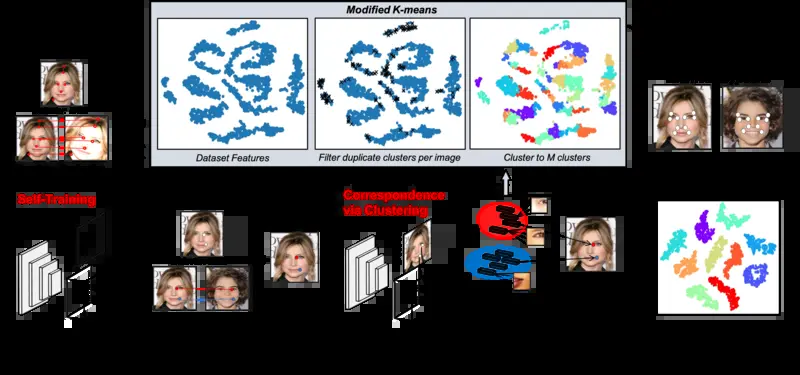 Modified K-means
Dataset Features
Filter duplicate clusters per image
Cluster to M clusters
Self-Training
Correspondence
via Clustering